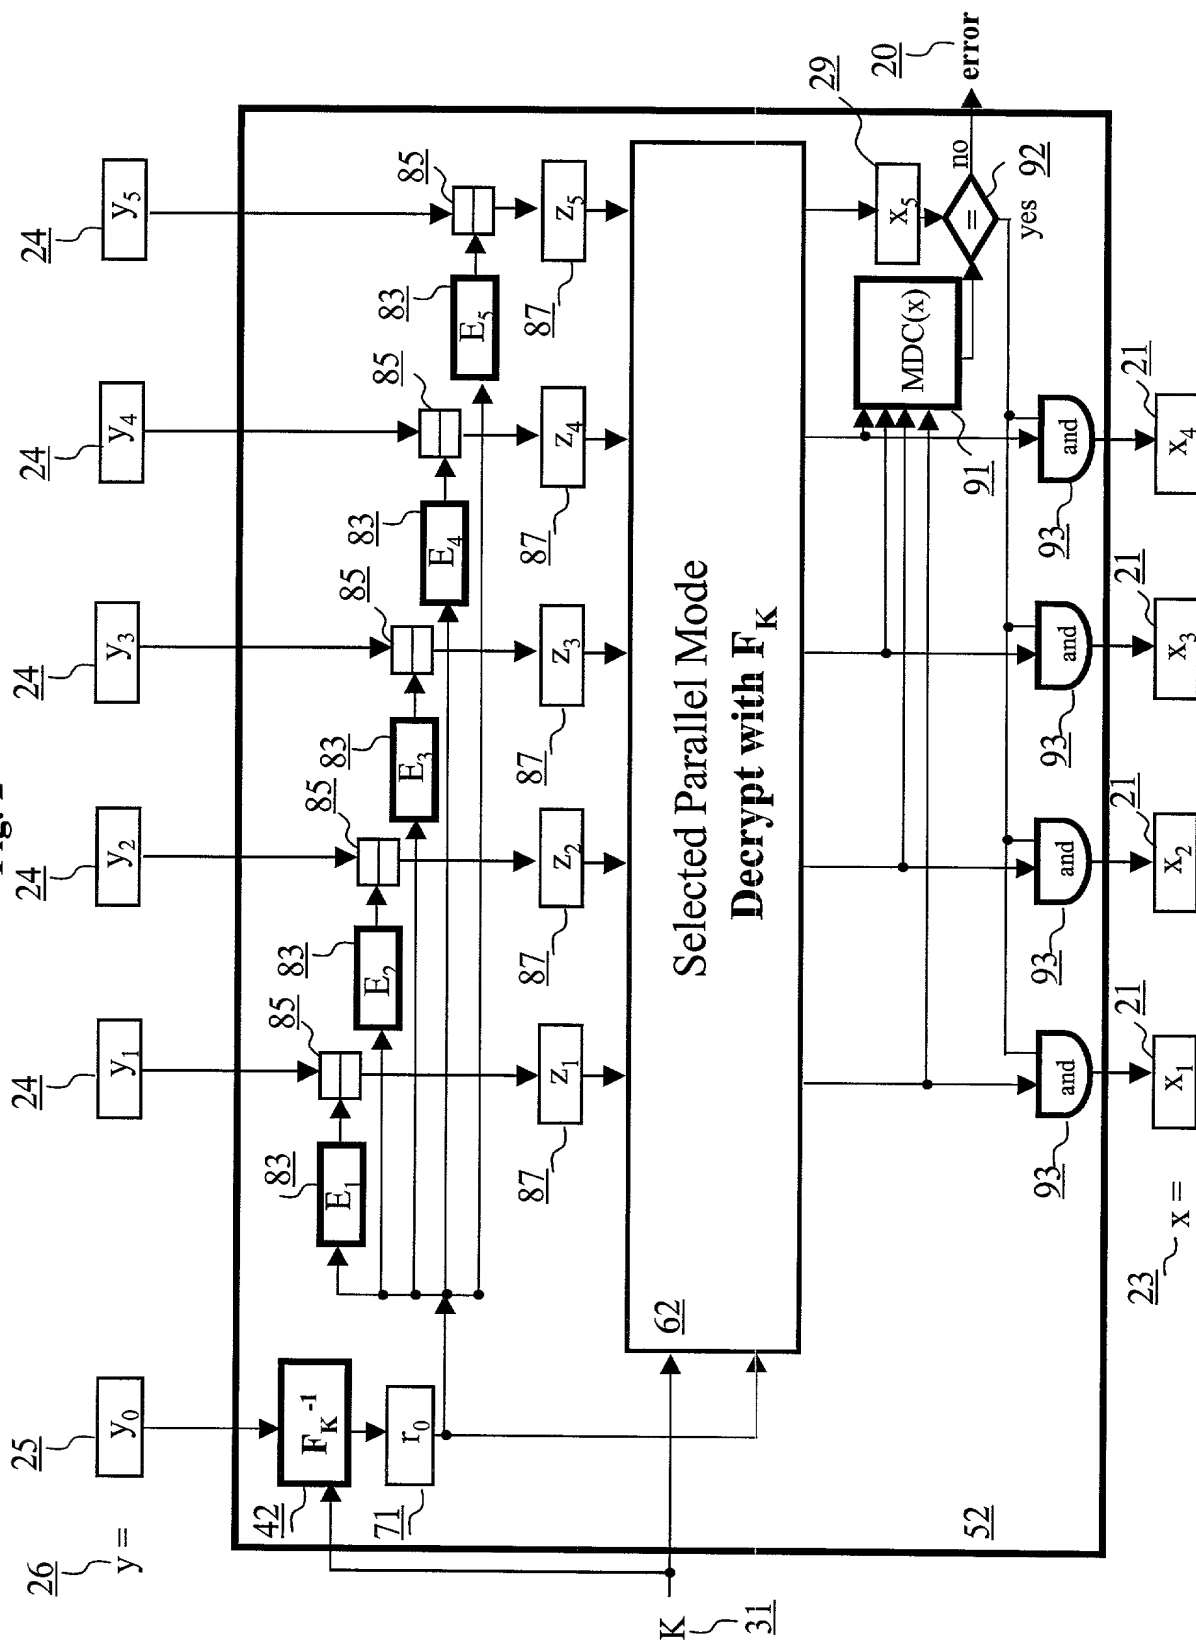 26 y =
25 24 24 24 24 24
y₀ y₁ y₂ y₃ y₄ y₅
42 F_K⁻¹
83 83 83 83 83
E₁ E₂ E₃ E₄ E₅
85 85 85 85 85
71 r₀
z₁ z₂ z₃ z₄ z₅
87 87 87 87 87
K
31
62
Selected Parallel Mode
Decrypt with F_K
x₅ 29
MDC(x)
91
= 92
no
yes
20
error
and and and and
93 93 93 93
52
21 21 21 21
23 x =
x₁ x₂ x₃ x₄